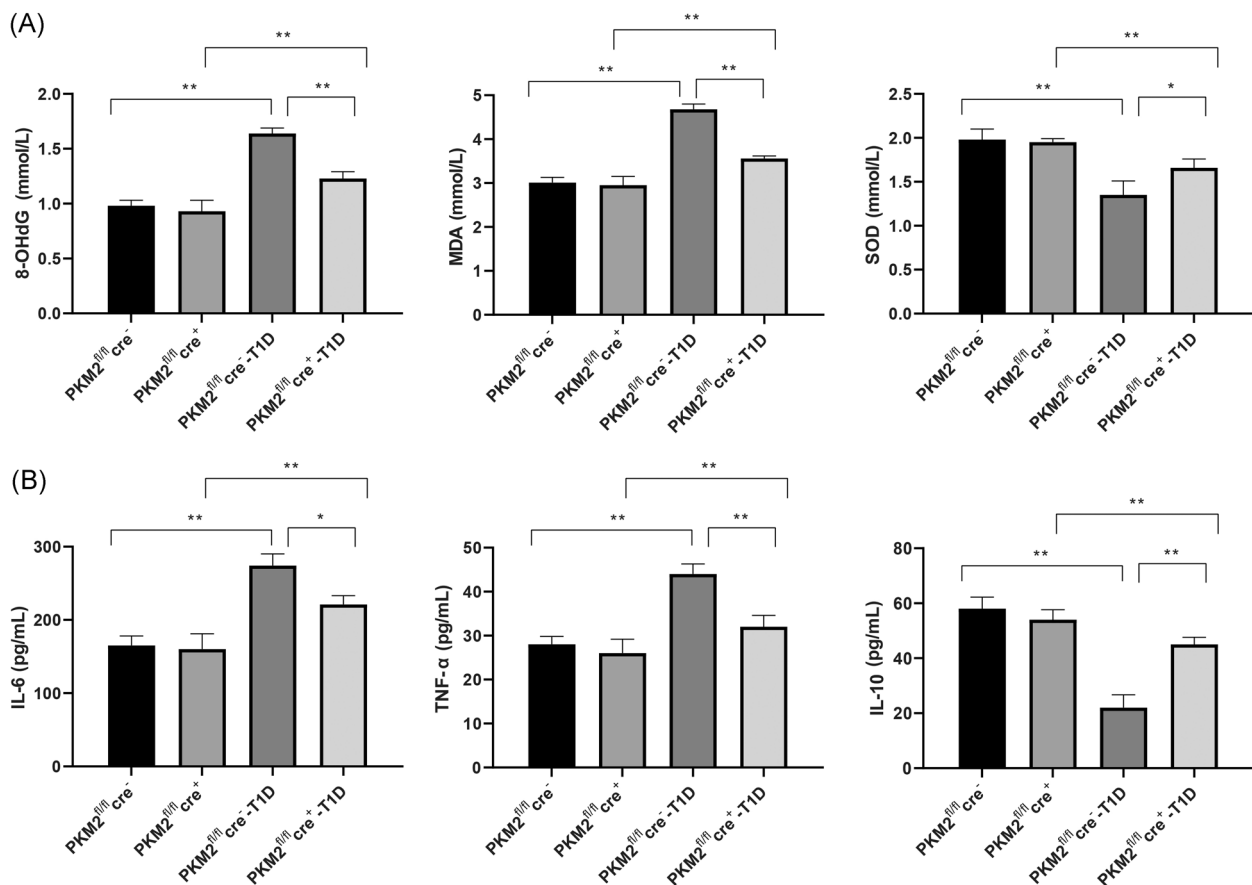 (A)
**
**
**
8-OHdG (mmol/L)
2.0
1.5
1.0
0.5
0.0
PKM2fl/fl cre-
PKM2fl/fl cre+
PKM2fl/fl cre--T1D
PKM2fl/fl cre+-T1D
**
**
**
MDA (mmol/L)
5
4
3
2
1
0
PKM2fl/fl cre-
PKM2fl/fl cre+
PKM2fl/fl cre--T1D
PKM2fl/fl cre+-T1D
**
**
*
SOD (mmol/L)
2.5
2.0
1.5
1.0
0.5
0.0
PKM2fl/fl cre-
PKM2fl/fl cre+
PKM2fl/fl cre--T1D
PKM2fl/fl cre+-T1D
(B)
**
**
*
IL-6 (pg/mL)
300
200
100
0
PKM2fl/fl cre-
PKM2fl/fl cre+
PKM2fl/fl cre--T1D
PKM2fl/fl cre+-T1D
**
**
**
TNF-α (pg/mL)
50
40
30
20
10
0
PKM2fl/fl cre-
PKM2fl/fl cre+
PKM2fl/fl cre--T1D
PKM2fl/fl cre+-T1D
**
**
**
IL-10 (pg/mL)
80
60
40
20
0
PKM2fl/fl cre-
PKM2fl/fl cre+
PKM2fl/fl cre--T1D
PKM2fl/fl cre+-T1D